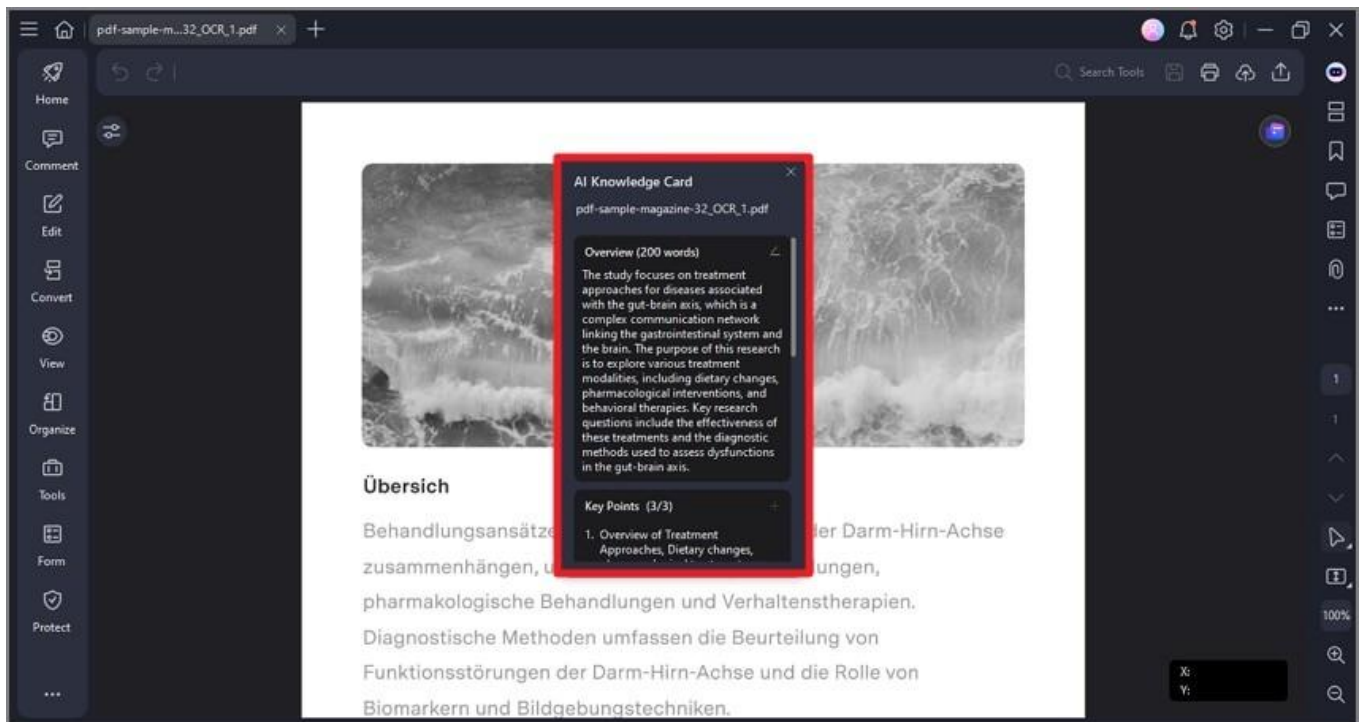 pdf-sample-m...32_OCR_1.pdf
Search Tools
Home
Comment
Edit
Convert
View
Organize
Tools
Form
Protect
AI Knowledge Card
pdf-sample-magazine-32_OCR_1.pdf
Overview (200 words)
The study focuses on treatment
approaches for diseases associated
with the gut-brain axis, which is a
complex communication network
linking the gastrointestinal system and
the brain. The purpose of this research
is to explore various treatment
modalities, including dietary changes,
pharmacological interventions, and
behavioral therapies. Key research
questions include the effectiveness of
these treatments and the diagnostic
methods used to assess dysfunctions
in the gut-brain axis.
Key Points (3/3)
1. Overview of Treatment
Approaches, Dietary changes,
Übersich
Behandlungsansätze der Darm-Hirn-Achse
zusammenhängen, ungen,
pharmakologische Behandlungen und Verhaltenstherapien.
Diagnostische Methoden umfassen die Beurteilung von
Funktionsstörungen der Darm-Hirn-Achse und die Rolle von
Biomarkern und Bildgebungstechniken.
1
1
100%
X:
Y: